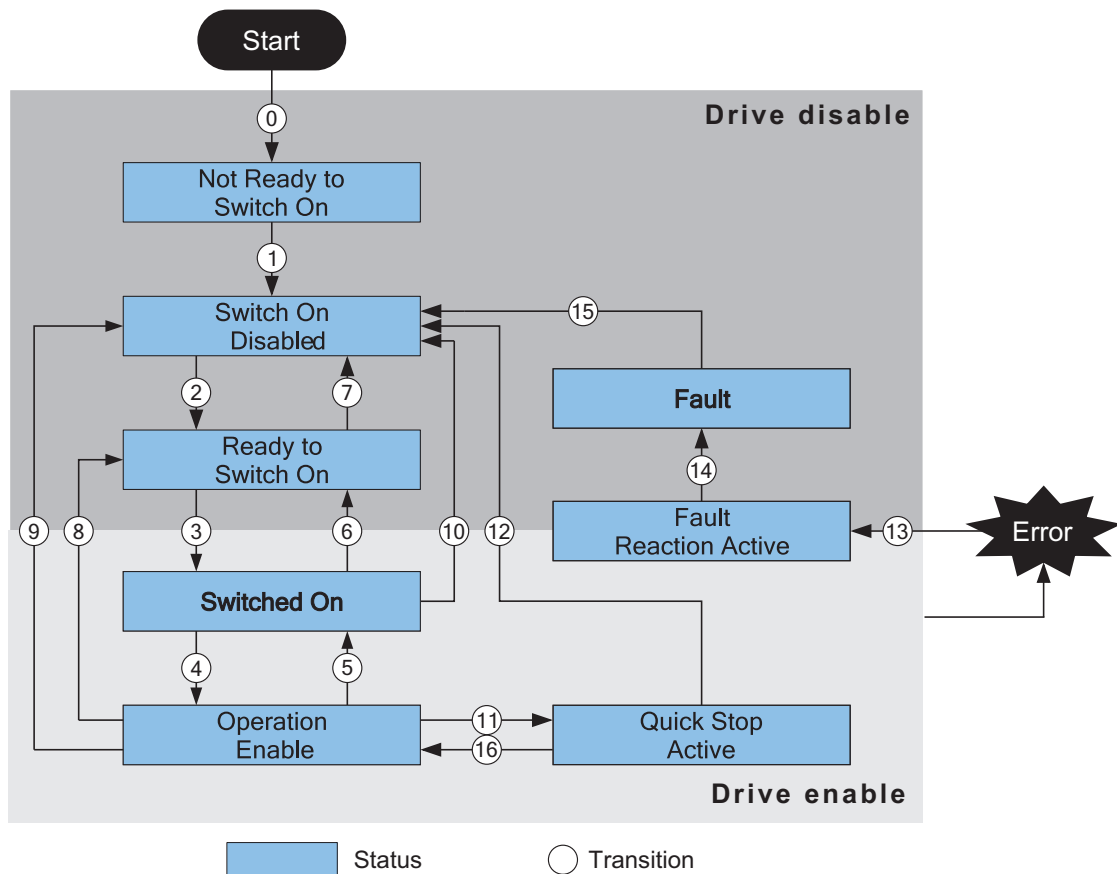 Start
0
Drive disable
Not Ready to
Switch On
1
Switch On
Disabled
15
2
7
Fault
Ready to
Switch On
14
9
8
3
6
10
12
Fault
Reaction Active
13
Error
Switched On
4
5
Operation
Enable
11
16
Quick Stop
Active
Drive enable
Status
Transition